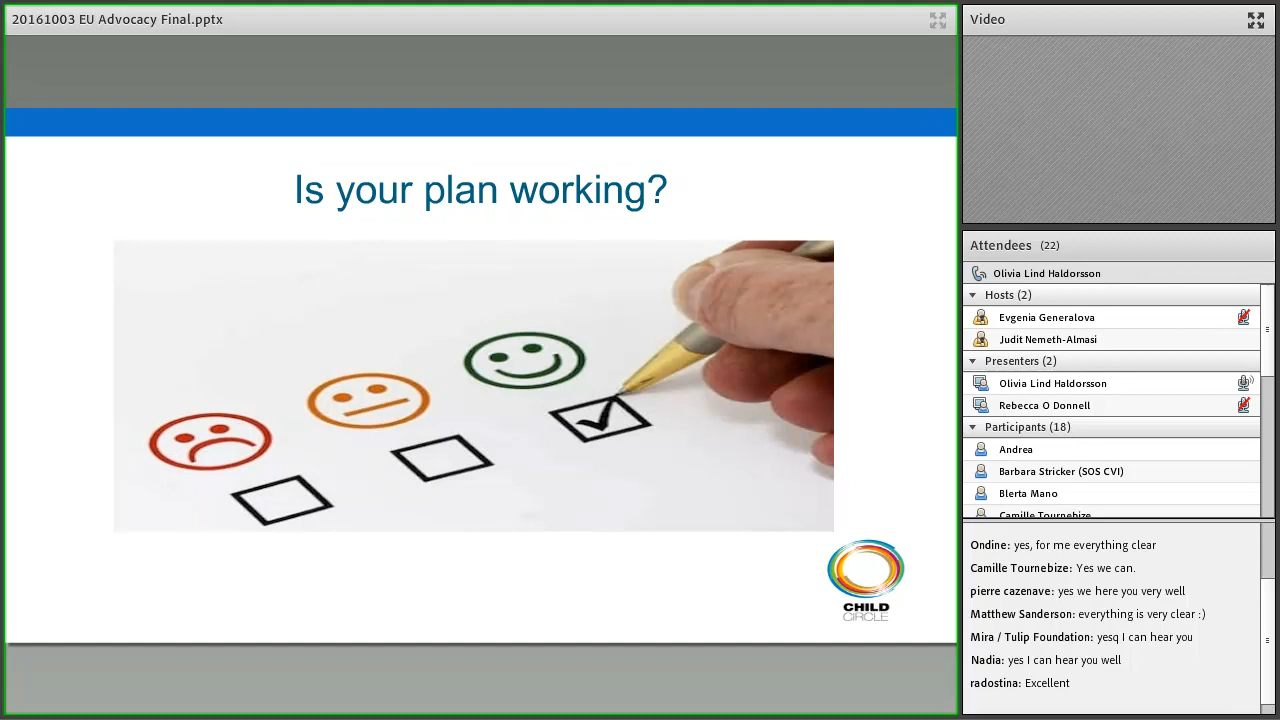 20161003 EU Advocacy Final.pptx
Is your plan working?
CHILD
CIRCLE
Video
Attendees (22)
Olivia Lind Haldorsson
Hosts (2)
Evgenia Generalova
Judit Nemeth-Almasi
Presenters (2)
Olivia Lind Haldorsson
Rebecca O Donnell
Participants (18)
Andrea
Barbara Stricker (SOS CVI)
Blerta Mano
Camille Tournebize
Ondine: yes, for me everything clear
Camille Tournebize: Yes we can.
pierre cazenave: yes we here you very well
Matthew Sanderson: everything is very clear :)
Mira / Tulip Foundation: yesq I can hear you
Nadia: yes I can hear you well
radostina: Excellent